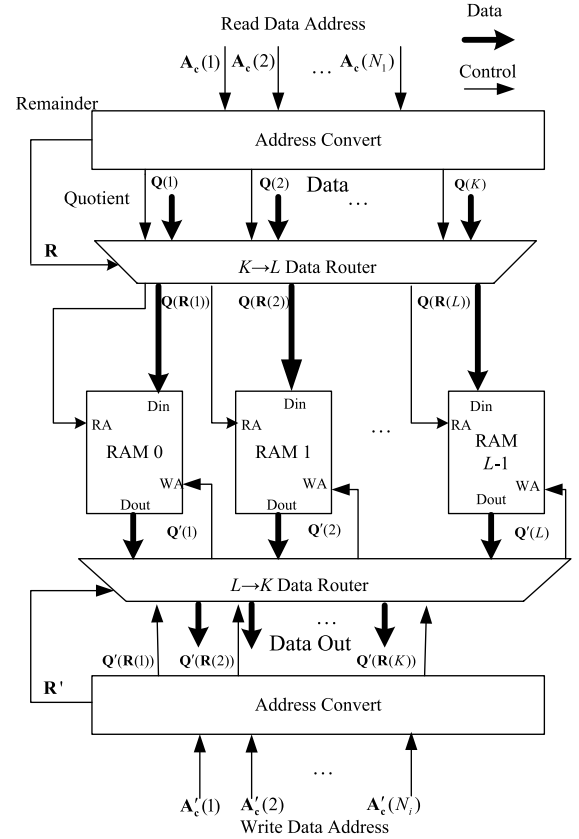 Data
Read Data Address
A_c(1) A_c(2) … A_c(N_1)
Control
Remainder
Address Convert
Q(1) Q(2) Data Q(K)
Quotient …
R
K→L Data Router
Q(R(1)) Q(R(2)) Q(R(L))
Din Din Din
RA RA RA
RAM 0 RAM 1 … RAM
L-1
WA WA WA
Dout Dout Dout
Q'(1) Q'(2) Q'(L)
L→K Data Router
…
Data Out
Q'(R(1)) Q'(R(2)) Q'(R(K))
R'
Address Convert
…
A'_c(1) A'_c(2) A'_c(N_i)
Write Data Address